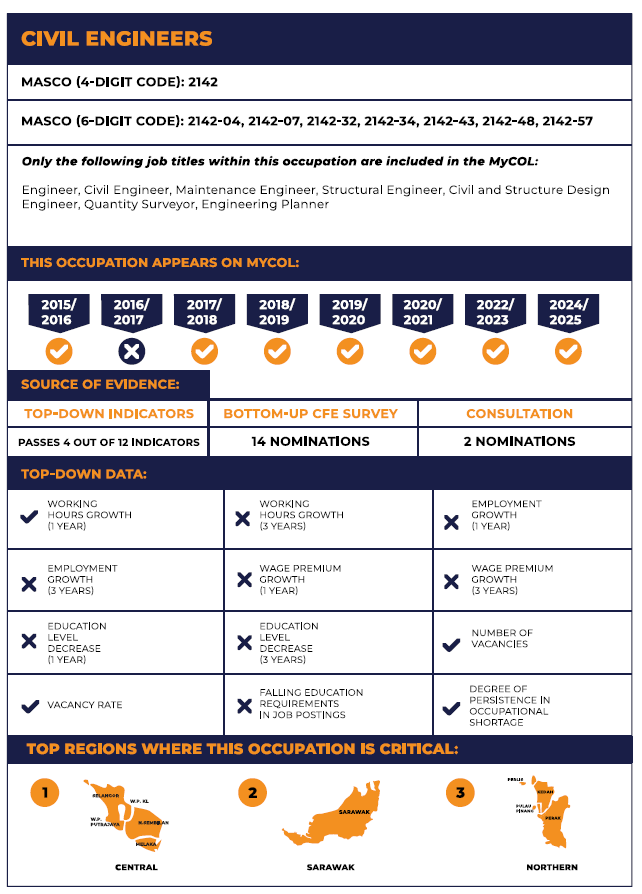 CIVIL ENGINEERS
MASCO (4-DIGIT CODE): 2142
MASCO (6-DIGIT CODE): 2142-04, 2142-07, 2142-32, 2142-34, 2142-43, 2142-48, 2142-57
Only the following job titles within this occupation are included in the MyCOL:
Engineer, Civil Engineer, Maintenance Engineer, Structural Engineer, Civil and Structure Design
Engineer, Quantity Surveyor, Engineering Planner
THIS OCCUPATION APPEARS ON MYCOL:
2015/
2016
2016/
2017
2017/
2018
2018/
2019
2019/
2020
2020/
2021
2022/
2023
2024/
2025
SOURCE OF EVIDENCE:
TOP-DOWN INDICATORS
BOTTOM-UP CFE SURVEY
CONSULTATION
PASSES 4 OUT OF 12 INDICATORS
14 NOMINATIONS
2 NOMINATIONS
TOP-DOWN DATA:
WORKING
HOURS GROWTH
(1 YEAR)
WORKING
HOURS GROWTH
(3 YEARS)
EMPLOYMENT
GROWTH
(1 YEAR)
EMPLOYMENT
GROWTH
(3 YEARS)
WAGE PREMIUM
GROWTH
(1 YEAR)
WAGE PREMIUM
GROWTH
(3 YEARS)
EDUCATION
LEVEL
DECREASE
(1 YEAR)
EDUCATION
LEVEL
DECREASE
(3 YEARS)
NUMBER OF
VACANCIES
VACANCY RATE
FALLING EDUCATION
REQUIREMENTS
IN JOB POSTINGS
DEGREE OF
PERSISTENCE IN
OCCUPATIONAL
SHORTAGE
TOP REGIONS WHERE THIS OCCUPATION IS CRITICAL:
1
SELANGOR
W.P. KL
W.P.
PUTRAJAYA
N.SEMBILAN
MELAKA
CENTRAL
2
SARAWAK
SARAWAK
3
PERLIS
KEDAH
PULAU
PINANG
PERAK
NORTHERN